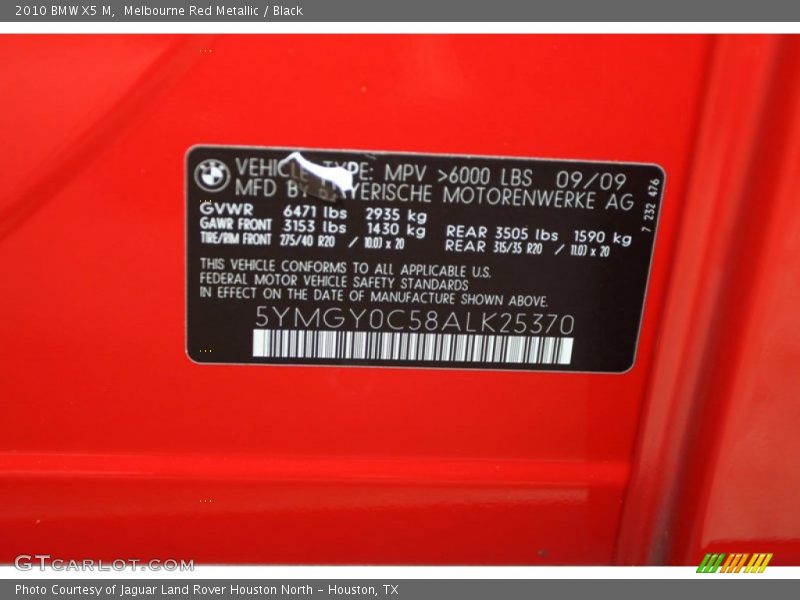 2010 BMW X5 M, Melbourne Red Metallic / Black
VEHICLE TYPE: MPV >6000 LBS 09/09
MFD BY BAYERISCHE MOTORENWERKE AG
GVWR 6471 lbs 2935 kg
GAWR FRONT 3153 lbs 1430 kg REAR 3505 lbs 1590 kg
TIRE/RIM FRONT 275/40 R20 / 10.0J x 20 REAR 315/35 R20 / 11.0J x 20
THIS VEHICLE CONFORMS TO ALL APPLICABLE U.S.
FEDERAL MOTOR VEHICLE SAFETY STANDARDS
IN EFFECT ON THE DATE OF MANUFACTURE SHOWN ABOVE.
5YMGY0C58ALK25370
7 232 476
GTCARLOT.COM
Photo Courtesy of Jaguar Land Rover Houston North - Houston, TX